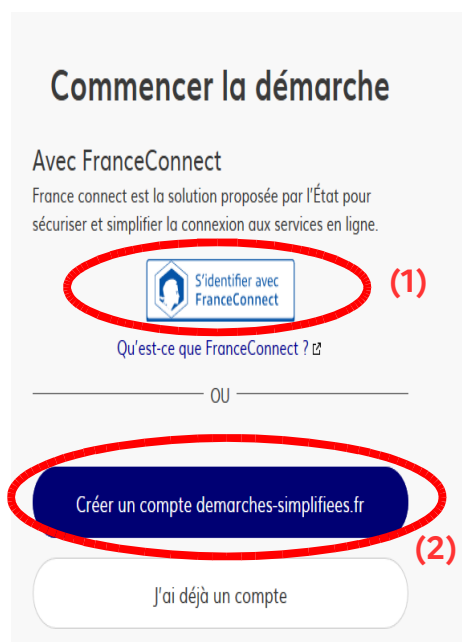 Commencer la démarche
Avec FranceConnect
France connect est la solution proposée par l'État pour
sécuriser et simplifier la connexion aux services en ligne.
S'identifier avec
FranceConnect
(1)
Qu'est-ce que FranceConnect ?
OU
Créer un compte demarches-simplifiees.fr
(2)
J'ai déjà un compte